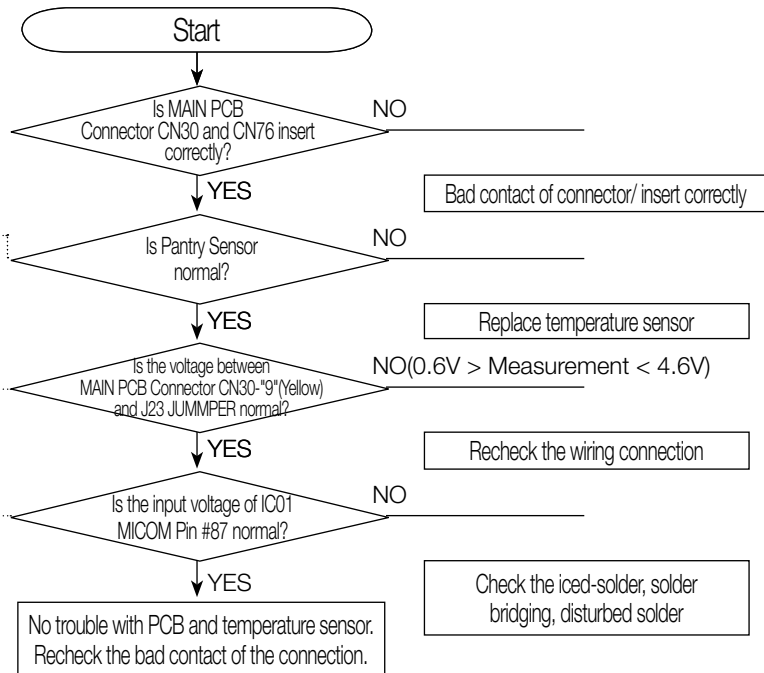 Start
Is MAIN PCB
Connector CN30 and CN76 insert
correctly?
NO
YES
Bad contact of connector/ insert correctly
Is Pantry Sensor
normal?
NO
YES
Replace temperature sensor
Is the voltage between
MAIN PCB Connector CN30-"9"(Yellow)
and J23 JUMMPER normal?
NO(0.6V > Measurement < 4.6V)
YES
Recheck the wiring connection
Is the input voltage of IC01
MICOM Pin #87 normal?
NO
YES
Check the iced-solder, solder
bridging, disturbed solder
No trouble with PCB and temperature sensor.
Recheck the bad contact of the connection.